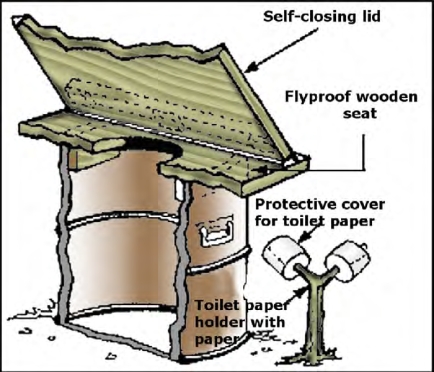 Self-closing lid
Flyproof wooden
seat
Protective cover
for toilet paper
Toilet paper
holder with
paper